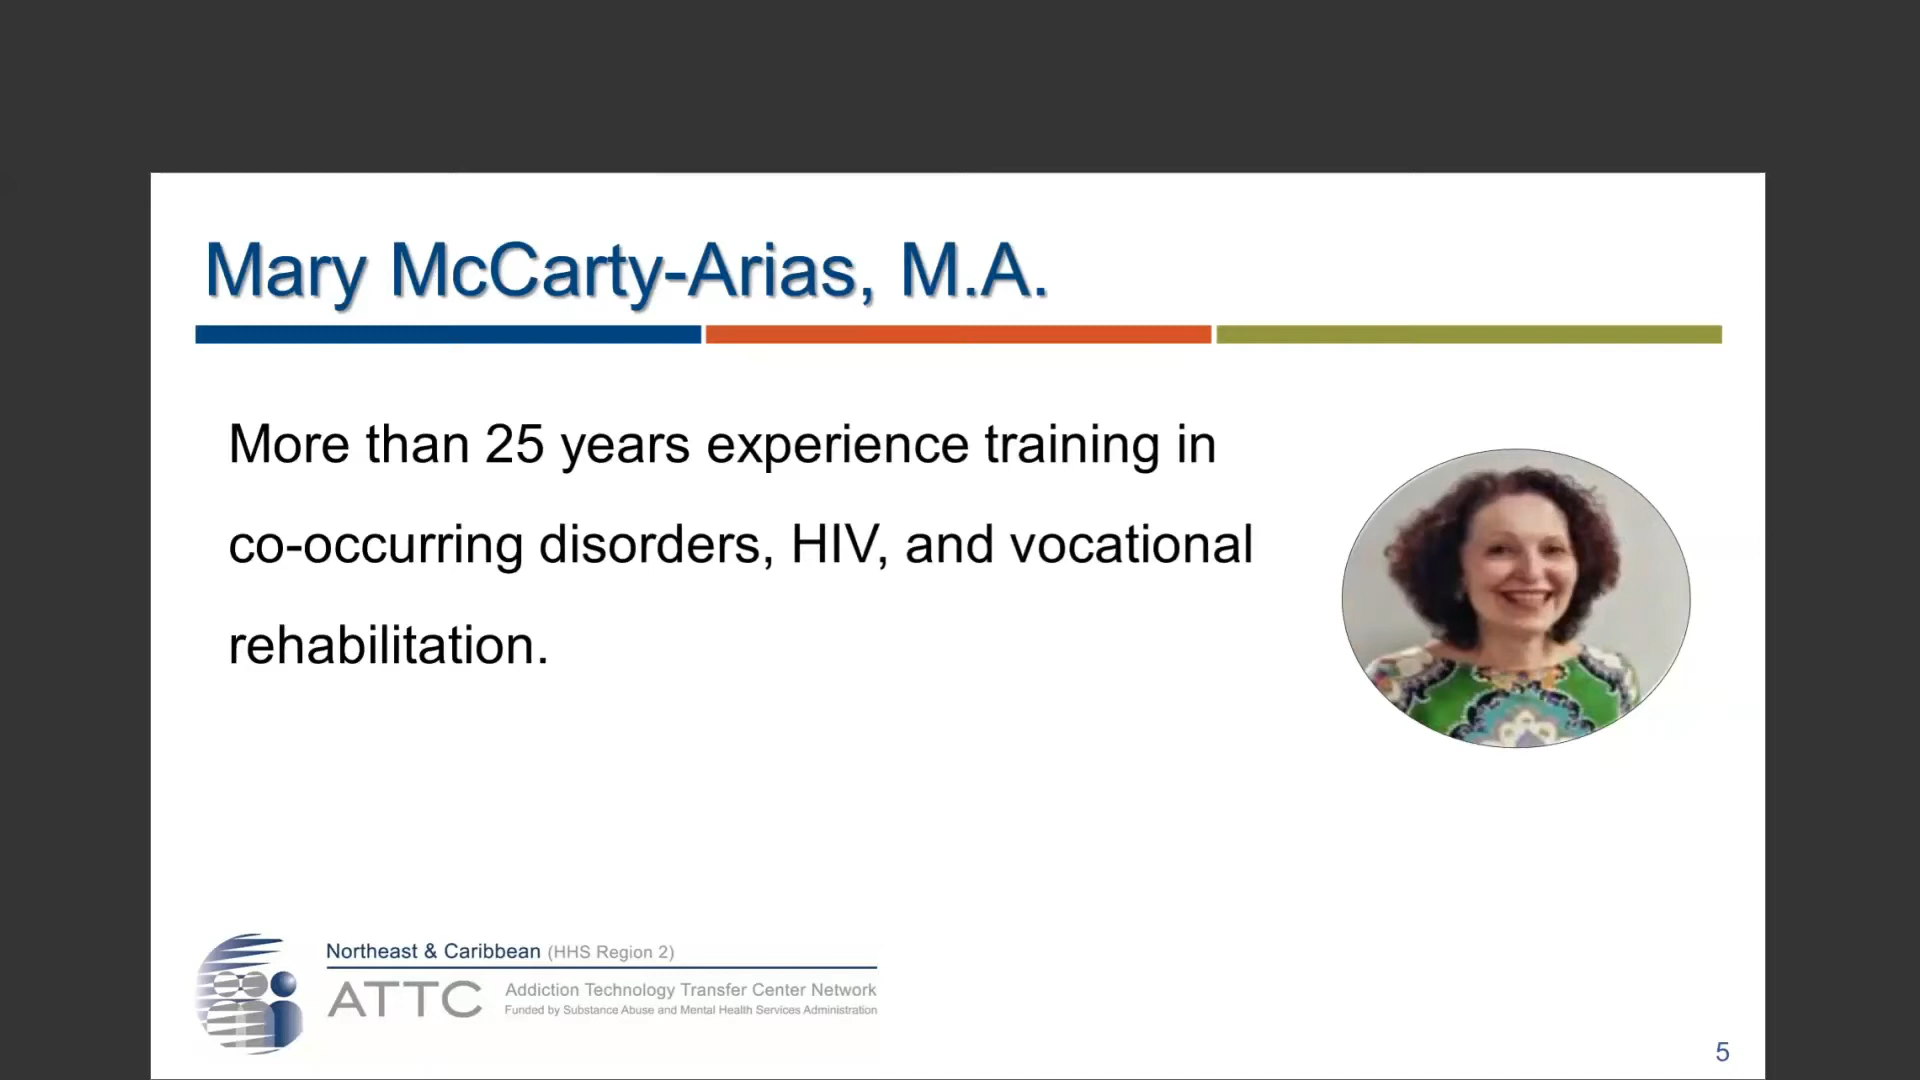 Mary McCarty-Arias, M.A.
More than 25 years experience training in
co-occurring disorders, HIV, and vocational
rehabilitation.
Northeast & Caribbean (HHS Region 2)
ATTC
Addiction Technology Transfer Center Network
Funded by Substance Abuse and Mental Health Services Administration
5